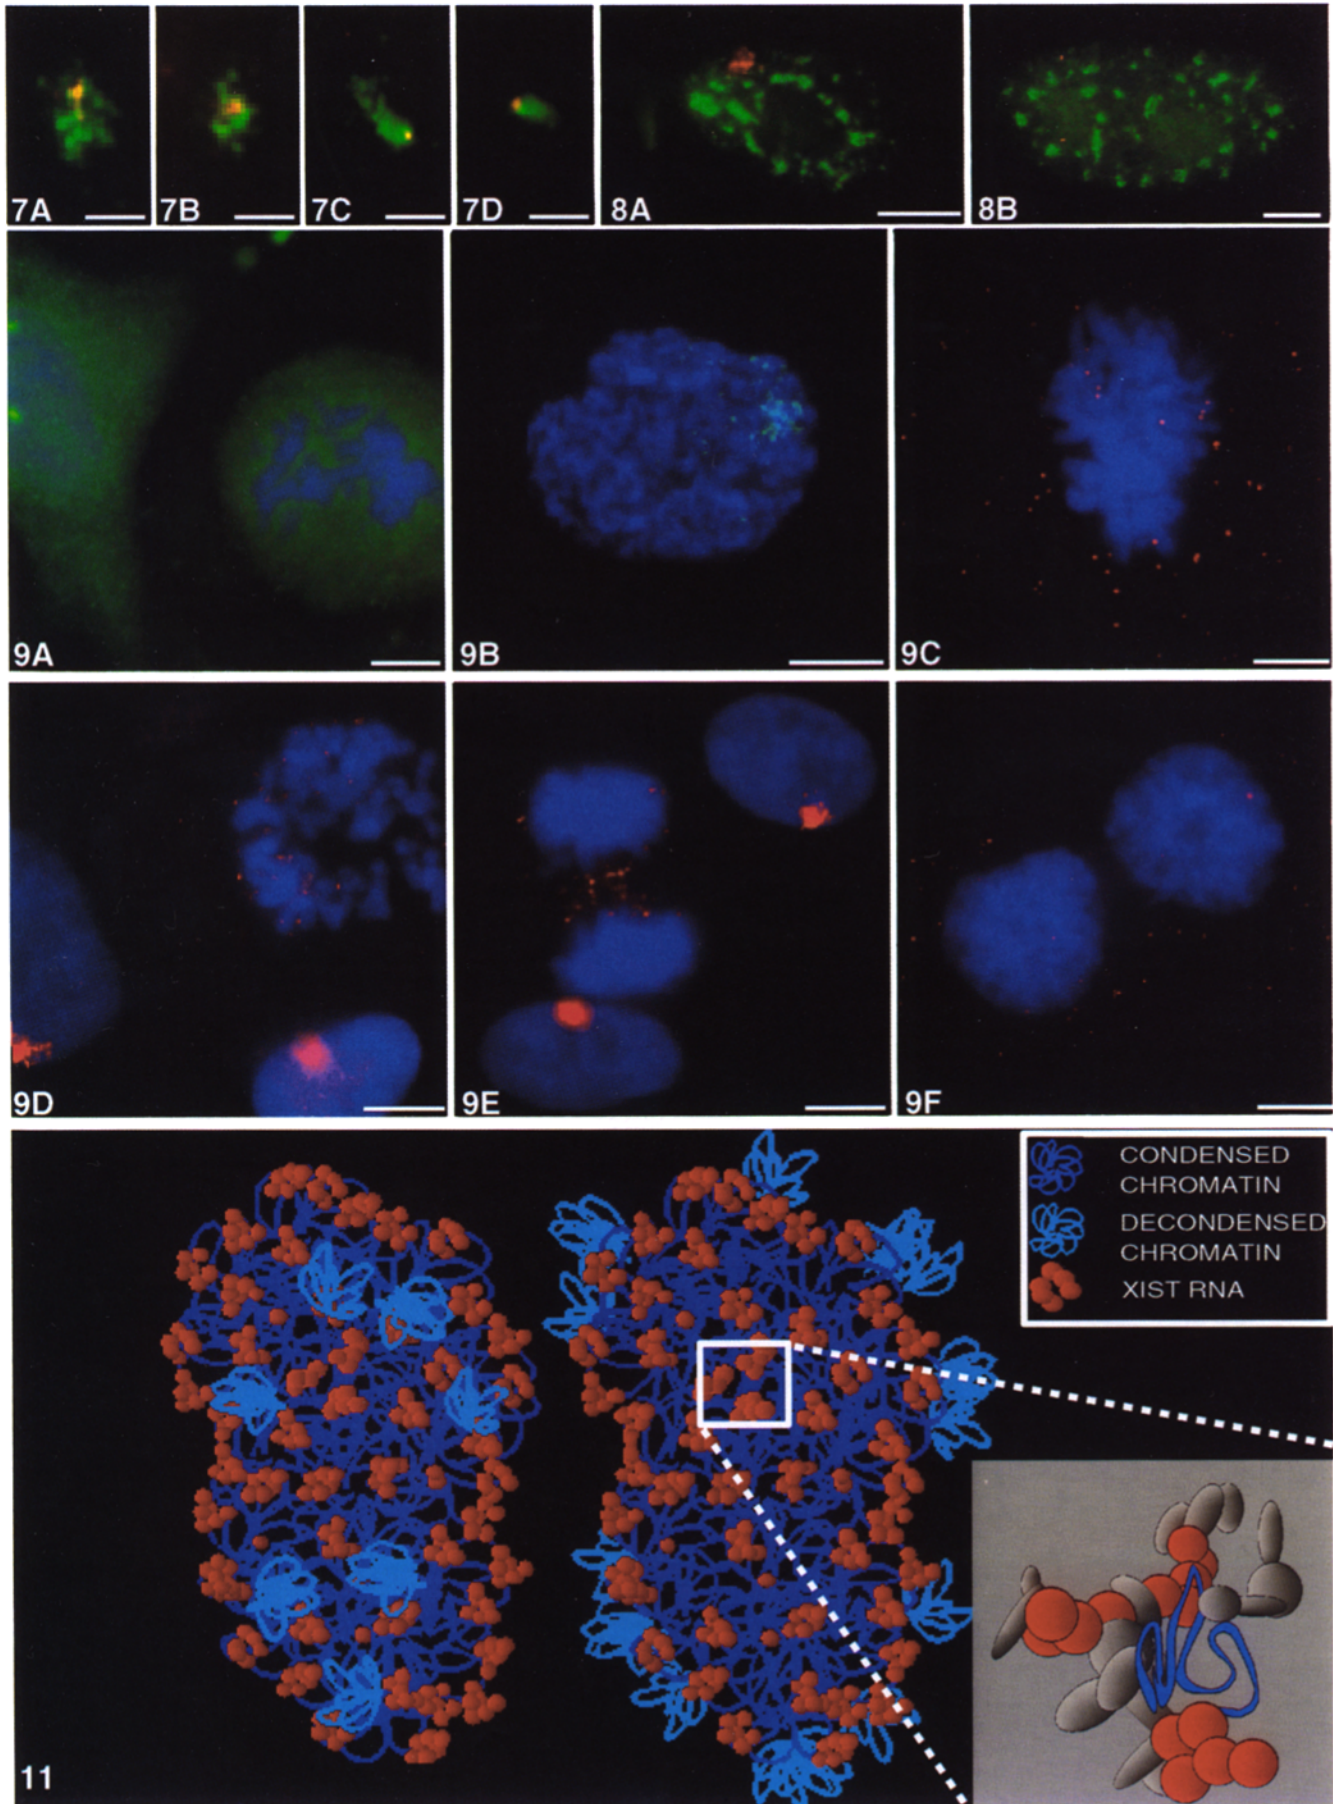 7A
7B
7C
7D
8A
8B
9A
9B
9C
9D
9E
9F
CONDENSED
CHROMATIN
DECONDENSED
CHROMATIN
XIST RNA
11